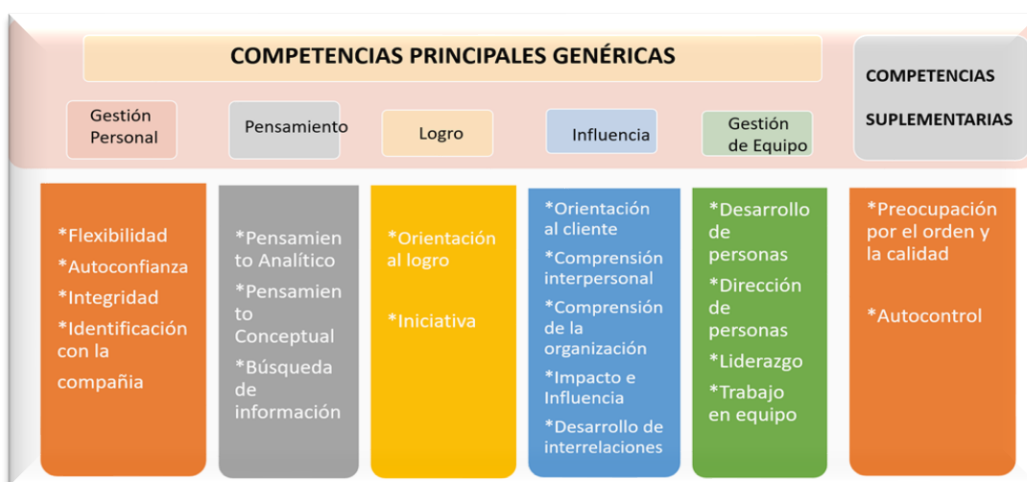 COMPETENCIAS PRINCIPALES GENÉRICAS
COMPETENCIAS
SUPLEMENTARIAS
Gestión
Personal
Pensamiento
Logro
Influencia
Gestión
de Equipo
*Flexibilidad
*Autoconfianza
*Integridad
*Identificación
con la
compañia
*Pensamien
to Analítico
*Pensamien
to
Conceptual
*Búsqueda
de
información
*Orientación
al logro
*Iniciativa
*Orientación
al cliente
*Comprensión
interpersonal
*Comprensión
de la
organización
*Impacto e
Influencia
*Desarrollo de
interrelaciones
*Desarrollo
de
personas
*Dirección
de
personas
*Liderazgo
*Trabajo
en equipo
*Preocupación
por el orden y
la calidad
*Autocontrol